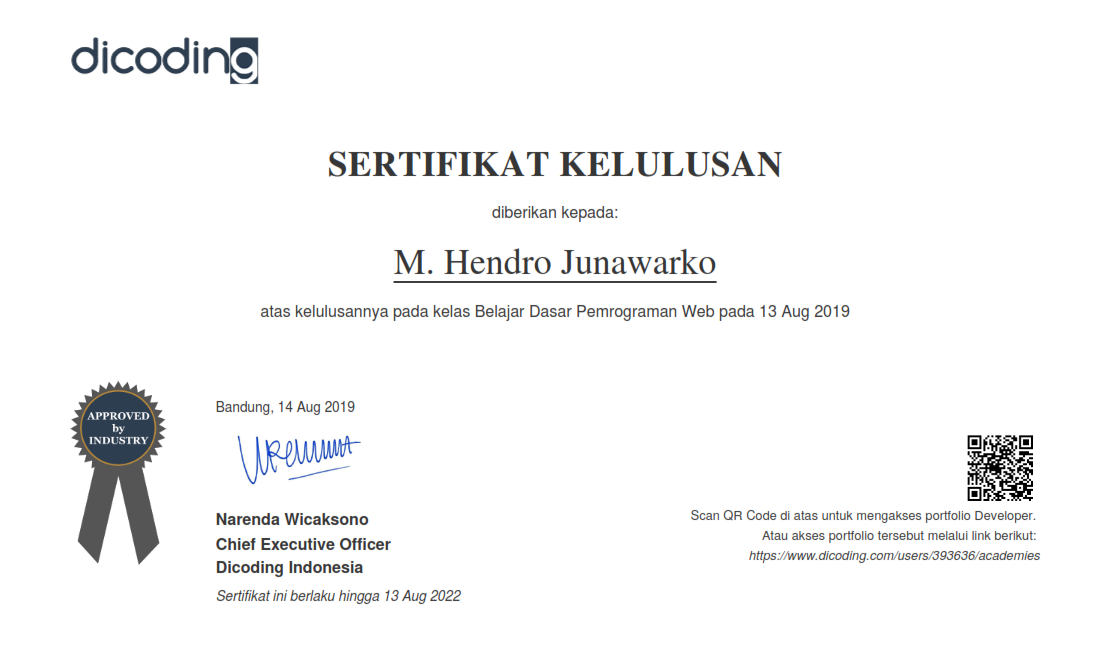 dicoding
SERTIFIKAT KELULUSAN
diberikan kepada:
M. Hendro Junawarko
atas kelulusannya pada kelas Belajar Dasar Pemrograman Web pada 13 Aug 2019
APPROVED
by
INDUSTRY
Bandung, 14 Aug 2019
Narenda Wicaksono
Chief Executive Officer
Dicoding Indonesia
Sertifikat ini berlaku hingga 13 Aug 2022
Scan QR Code di atas untuk mengakses portfolio Developer.
Atau akses portfolio tersebut melalui link berikut:
https://www.dicoding.com/users/393636/academies